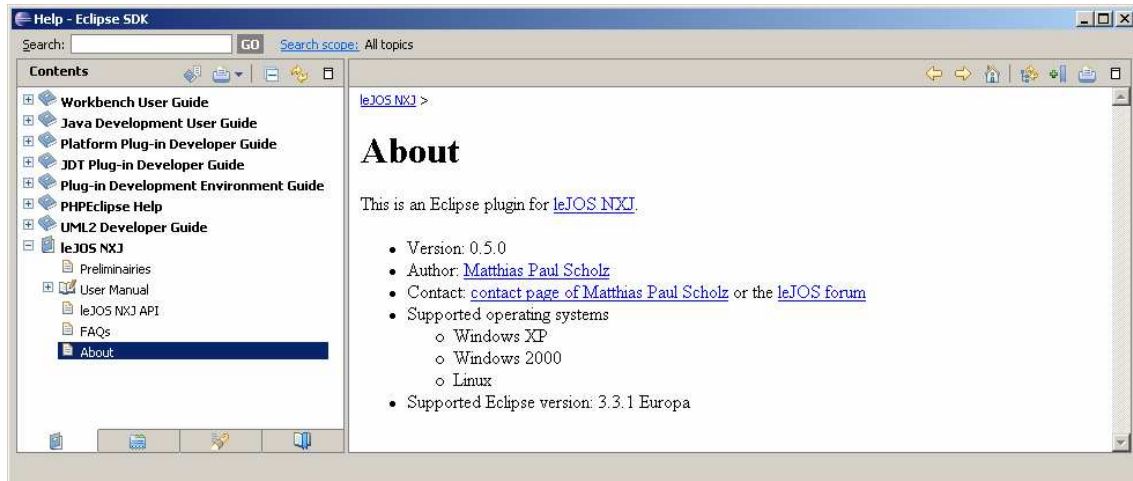 Help - Eclipse SDK
Search: GO Search scope: All topics
Contents
Workbench User Guide
Java Development User Guide
Platform Plug-in Developer Guide
JDT Plug-in Developer Guide
Plug-in Development Environment Guide
PHPEclipse Help
UML2 Developer Guide
leJOS NXJ
Preliminairies
User Manual
leJOS NXJ API
FAQs
About
leJOS NXJ >
About
This is an Eclipse plugin for leJOS NXJ.
Version: 0.5.0
Author: Matthias Paul Scholz
Contact: contact page of Matthias Paul Scholz or the leJOS forum
Supported operating systems
Windows XP
Windows 2000
Linux
Supported Eclipse version: 3.3.1 Europa